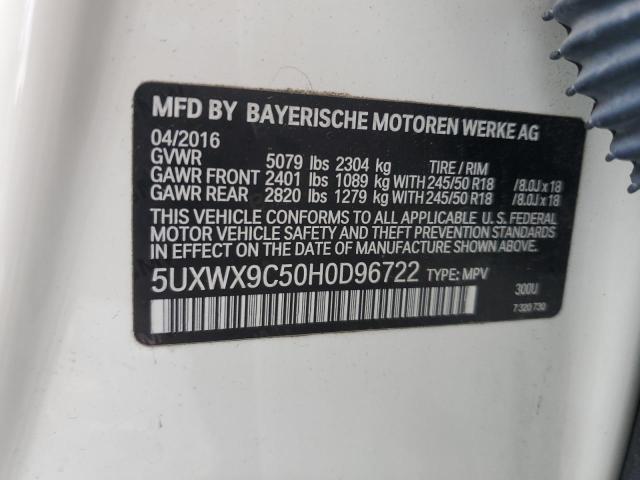 MFD BY BAYERISCHE MOTOREN WERKE AG
04/2016
GVWR 5079 lbs 2304 kg TIRE / RIM
GAWR FRONT 2401 lbs 1089 kg WITH 245/50 R18 /8.0J x 18
GAWR REAR 2820 lbs 1279 kg WITH 245/50 R18 /8.0J x 18
THIS VEHICLE CONFORMS TO ALL APPLICABLE U.S. FEDERAL
MOTOR VEHICLE SAFETY AND THEFT PREVENTION STANDARDS
IN EFFECT ON THE DATE OF MANUFACTURE SHOWN ABOVE.
5UXWX9C50H0D96722 TYPE: MPV 300U
7 320 730